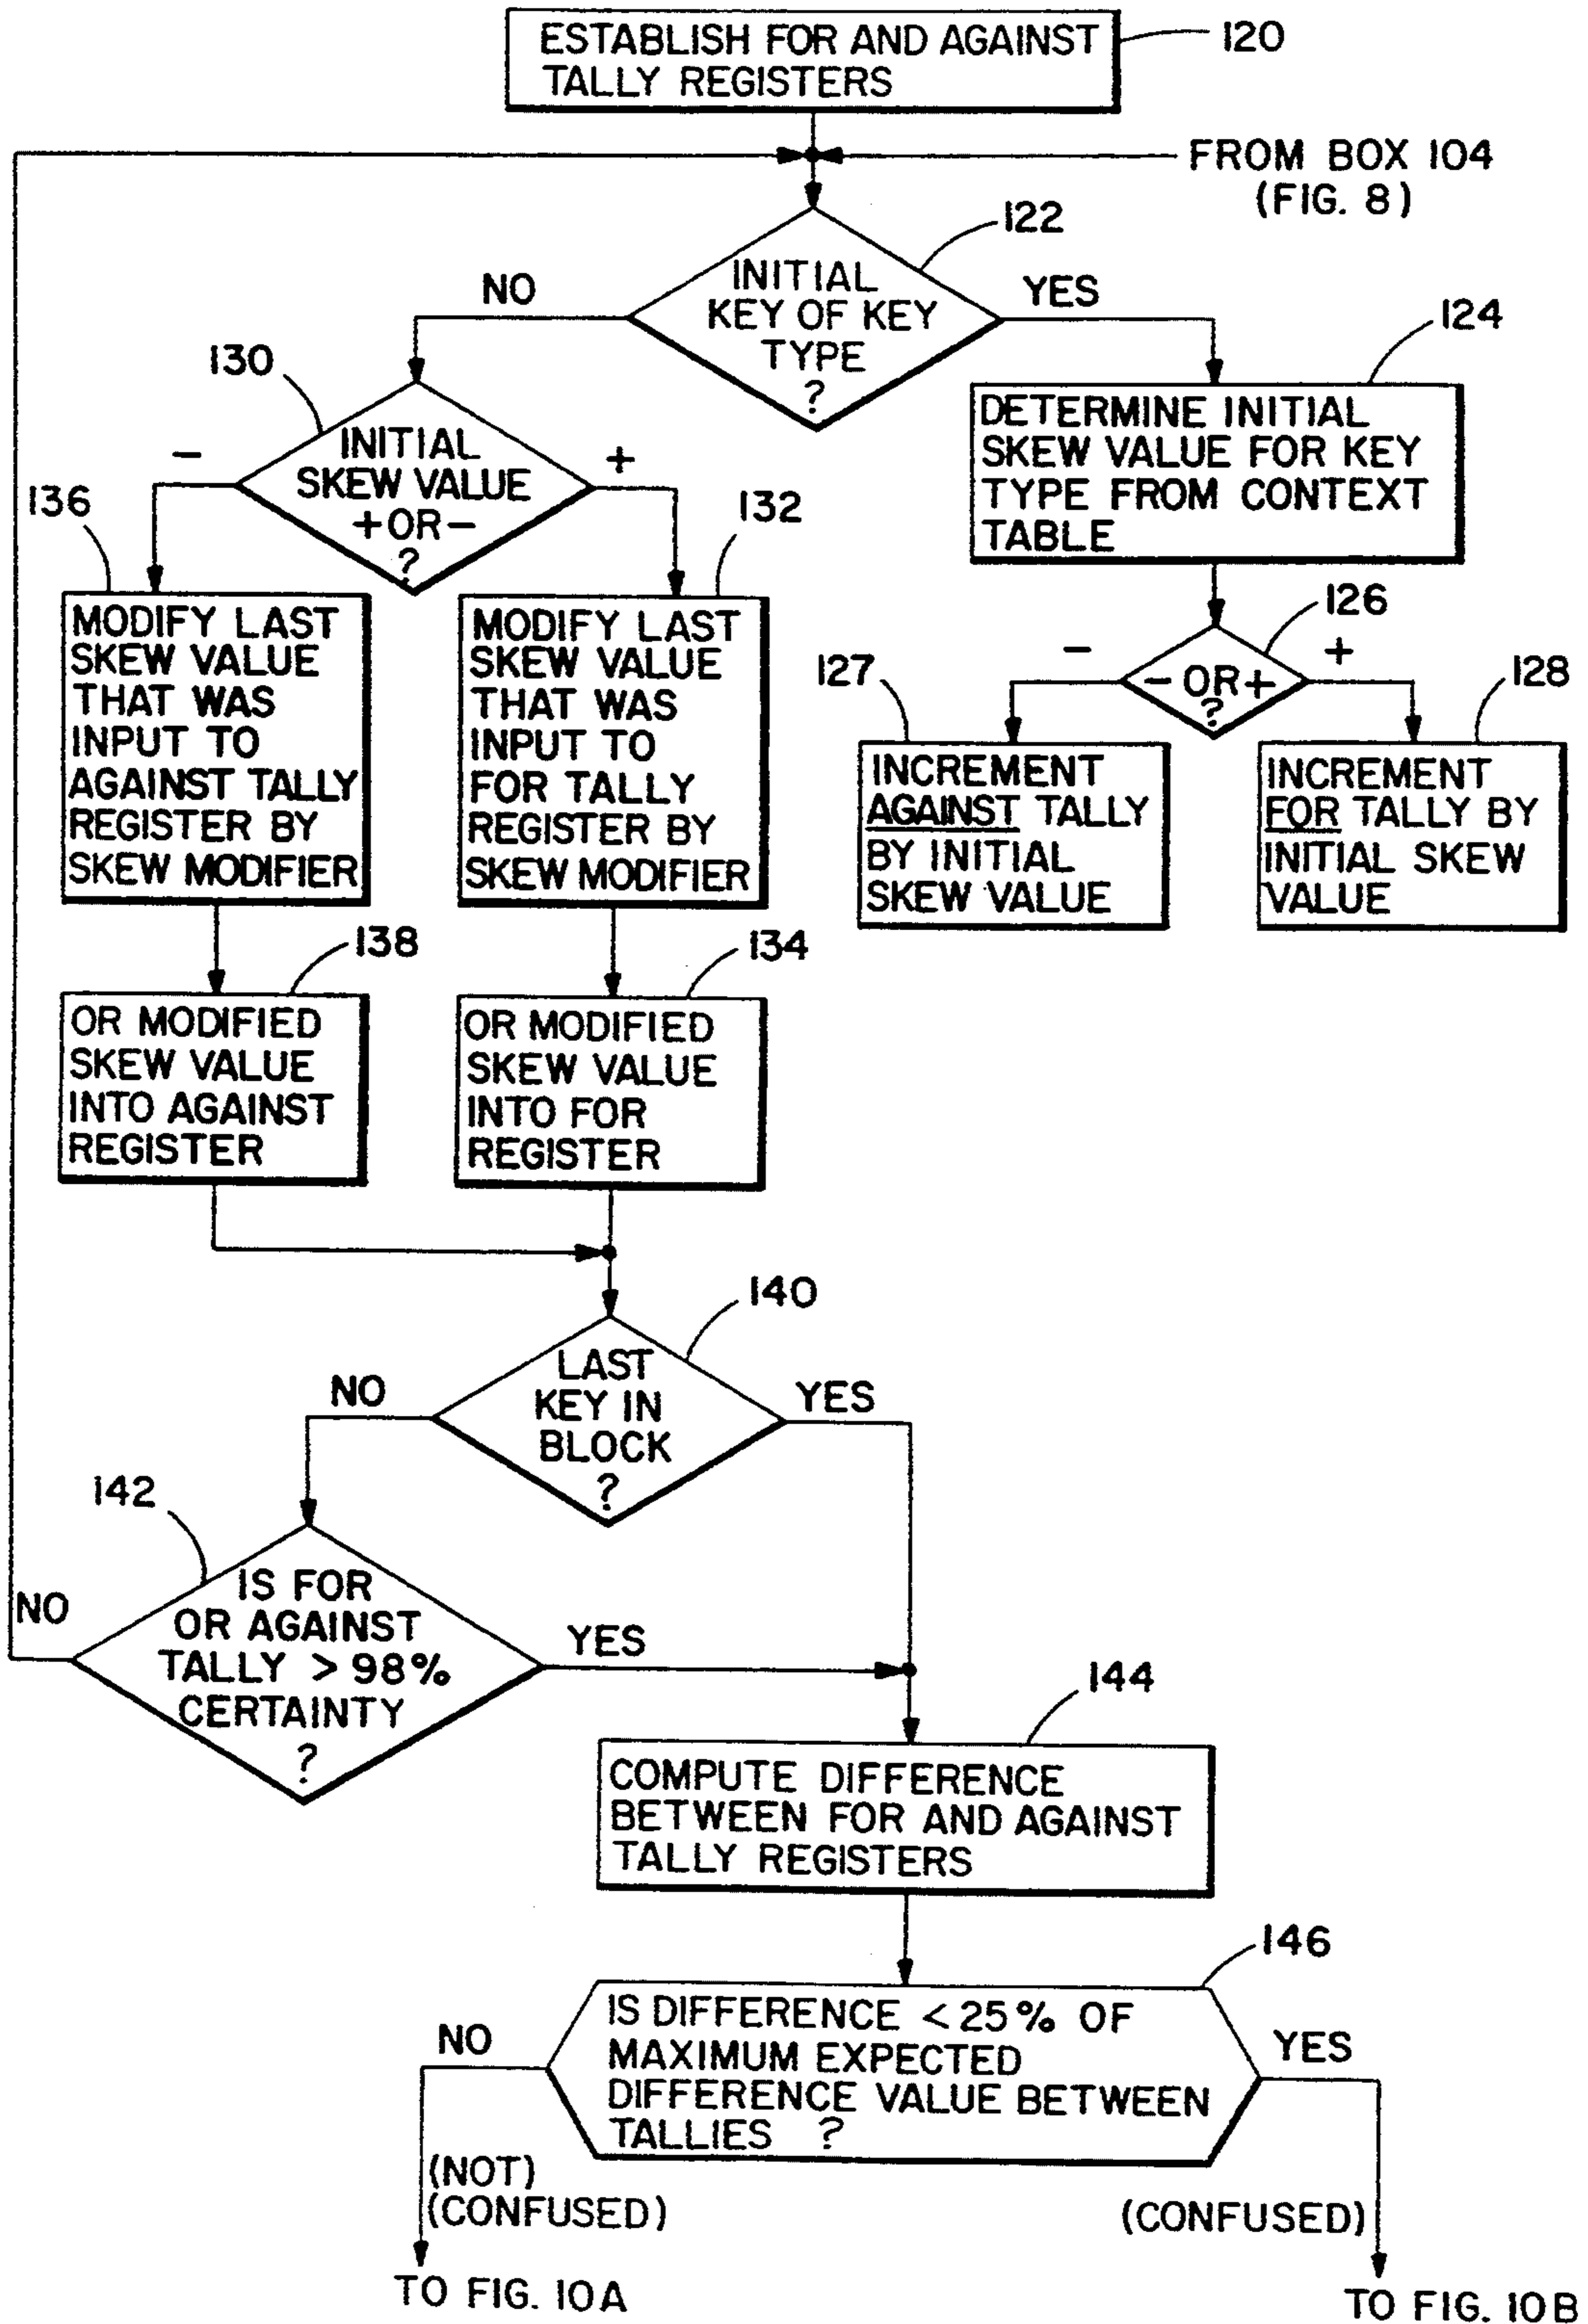 ESTABLISH FOR AND AGAINST
TALLY REGISTERS
120
FROM BOX 104
(FIG. 8)
122
INITIAL
KEY OF KEY
TYPE
?
NO
YES
124
DETERMINE INITIAL
SKEW VALUE FOR KEY
TYPE FROM CONTEXT
TABLE
130
INITIAL
SKEW VALUE
+OR−
?
−
+
136
132
126
− OR+
?
−
+
127
128
MODIFY LAST
SKEW VALUE
THAT WAS
INPUT TO
AGAINST TALLY
REGISTER BY
SKEW MODIFIER
MODIFY LAST
SKEW VALUE
THAT WAS
INPUT TO
FOR TALLY
REGISTER BY
SKEW MODIFIER
INCREMENT
AGAINST TALLY
BY INITIAL
SKEW VALUE
INCREMENT
FOR TALLY BY
INITIAL SKEW
VALUE
138
134
OR MODIFIED
SKEW VALUE
INTO AGAINST
REGISTER
OR MODIFIED
SKEW VALUE
INTO FOR
REGISTER
140
LAST
KEY IN
BLOCK
?
NO
YES
142
IS FOR
OR AGAINST
TALLY > 98%
CERTAINTY
?
NO
YES
144
COMPUTE DIFFERENCE
BETWEEN FOR AND AGAINST
TALLY REGISTERS
146
IS DIFFERENCE < 25% OF
MAXIMUM EXPECTED
DIFFERENCE VALUE BETWEEN
TALLIES ?
NO
YES
(NOT)
(CONFUSED)
(CONFUSED)
TO FIG. 10A
TO FIG. 10B